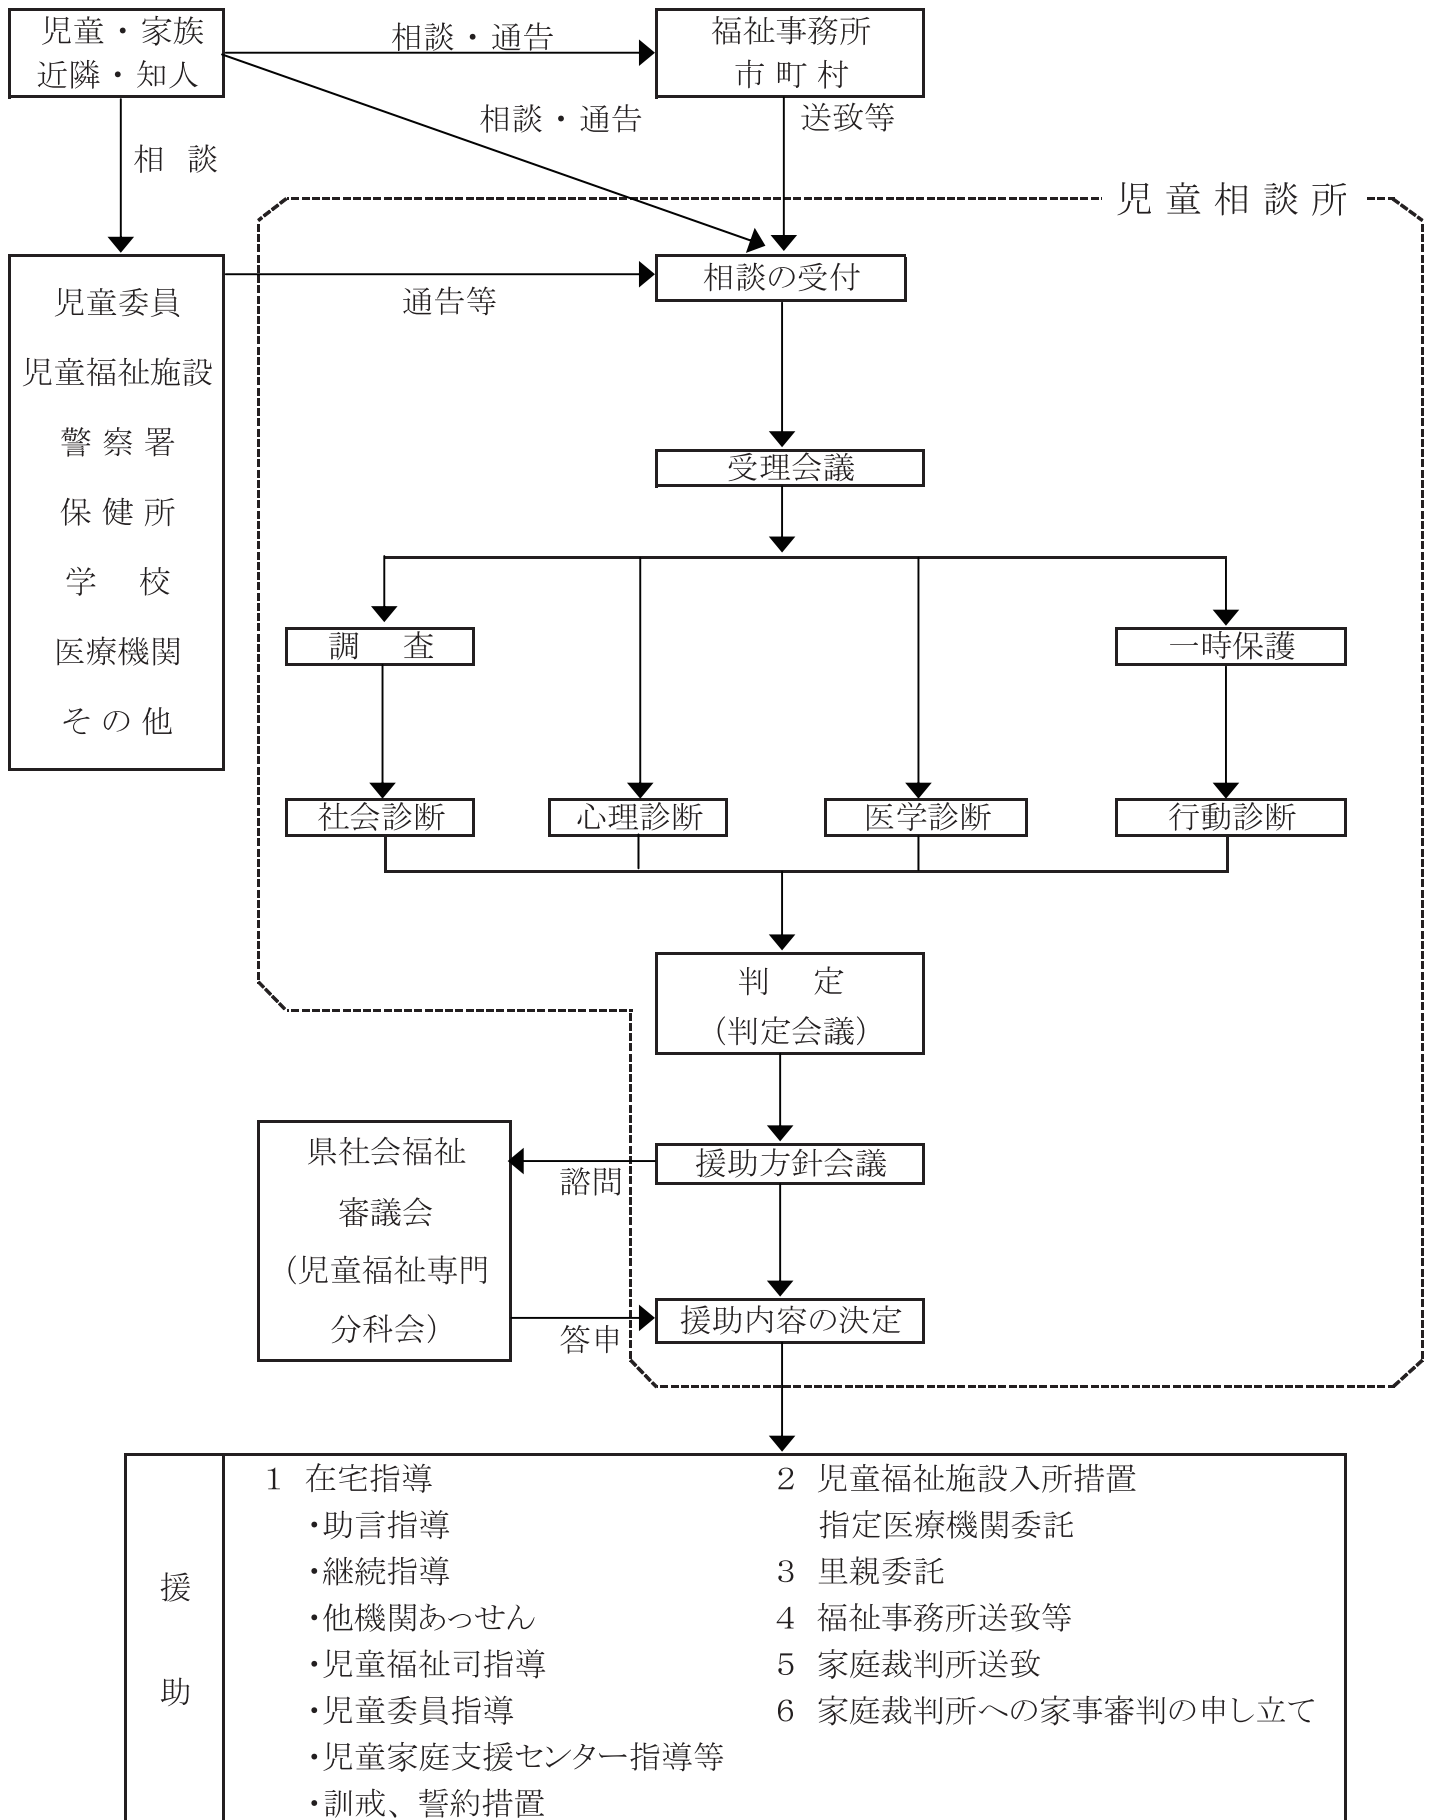 児童・家族
近隣・知人
相談・通告
福祉事務所
市町村
相談・通告
送致等
相 談
児童相談所
相談の受付
通告等
児童委員
児童福祉施設
警察署
保健所
学 校
医療機関
その他
受理会議
調 査
一時保護
社会診断
心理診断
医学診断
行動診断
判 定
（判定会議）
県社会福祉
審議会
（児童福祉専門
分科会）
援助方針会議
諮問
援助内容の決定
答申
援
助
1 在宅指導
・助言指導
・継続指導
・他機関あっせん
・児童福祉司指導
・児童委員指導
・児童家庭支援センター指導等
・訓戒、誓約措置
2 児童福祉施設入所措置
指定医療機関委託
3 里親委託
4 福祉事務所送致等
5 家庭裁判所送致
6 家庭裁判所への家事審判の申し立て